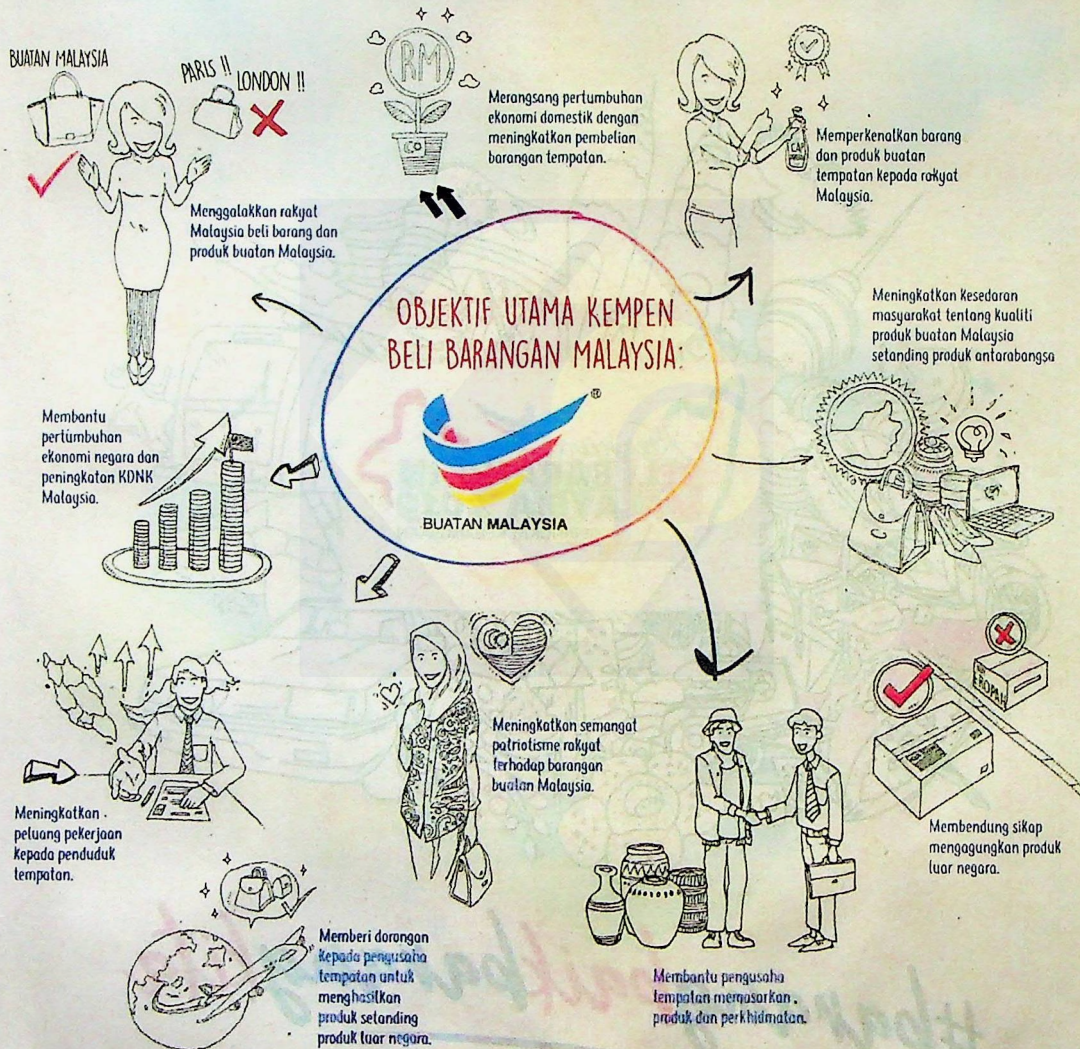 BUATAN MALAYSIA
PARIS !!
LONDON !!
Menggalakkan rakyat
Malaysia beli barang dan
produk buatan Malaysia.
RM
Merangsang pertumbuhan
ekonomi domestik dengan
meningkatkan pembelian
barangan tempatan.
CAP
Memperkenalkan barang
dan produk buatan
tempatan kepada rakyat
Malaysia.
OBJEKTIF UTAMA KEMPEN
BELI BARANGAN MALAYSIA:
®
BUATAN MALAYSIA
Meningkatkan kesedaran
masyarakat tentang kualiti
produk buatan Malaysia
setanding produk antarabangsa
Membantu
pertumbuhan
ekonomi negara dan
peningkatan KDNK
Malaysia.
Meningkatkan
peluang pekerjaan
kepada penduduk
tempatan.
Meningkatkan semangat
patriotisme rakyat
terhadap barangan
buatan Malaysia.
EROPAH
Membendung sikap
mengagungkan produk
luar negara.
Memberi dorongan
kepada pengusaha
tempatan untuk
menghasilkan
produk setanding
produk luar negara.
Membantu pengusaha
tempatan memasarkan
produk dan perkhidmatan.